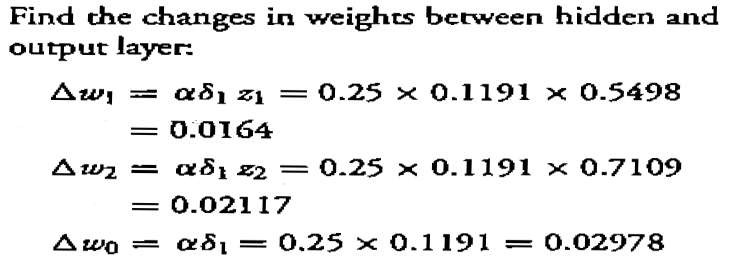 Find the changes in weights between hidden and
output layer:
Δw₁ = αδ₁ z₁ = 0.25 × 0.1191 × 0.5498
= 0.0164
Δw₂ = αδ₁ z₂ = 0.25 × 0.1191 × 0.7109
= 0.02117
Δw₀ = αδ₁ = 0.25 × 0.1191 = 0.02978